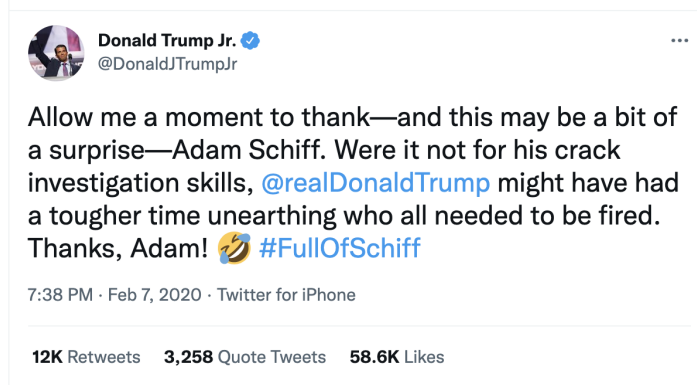 Donald Trump Jr.
@DonaldJTrumpJr
Allow me a moment to thank—and this may be a bit of
a surprise—Adam Schiff. Were it not for his crack
investigation skills, @realDonaldTrump might have had
a tougher time unearthing who all needed to be fired.
Thanks, Adam! 🤣 #FullOfSchiff
7:38 PM · Feb 7, 2020 · Twitter for iPhone
12K Retweets 3,258 Quote Tweets 58.6K Likes